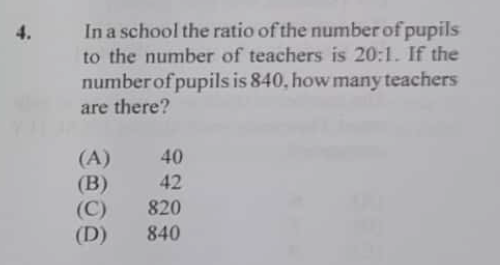 4. In a school the ratio of the number of pupils
to the number of teachers is 20:1. If the
number of pupils is 840, how many teachers
are there?
(A) 40
(B) 42
(C) 820
(D) 840